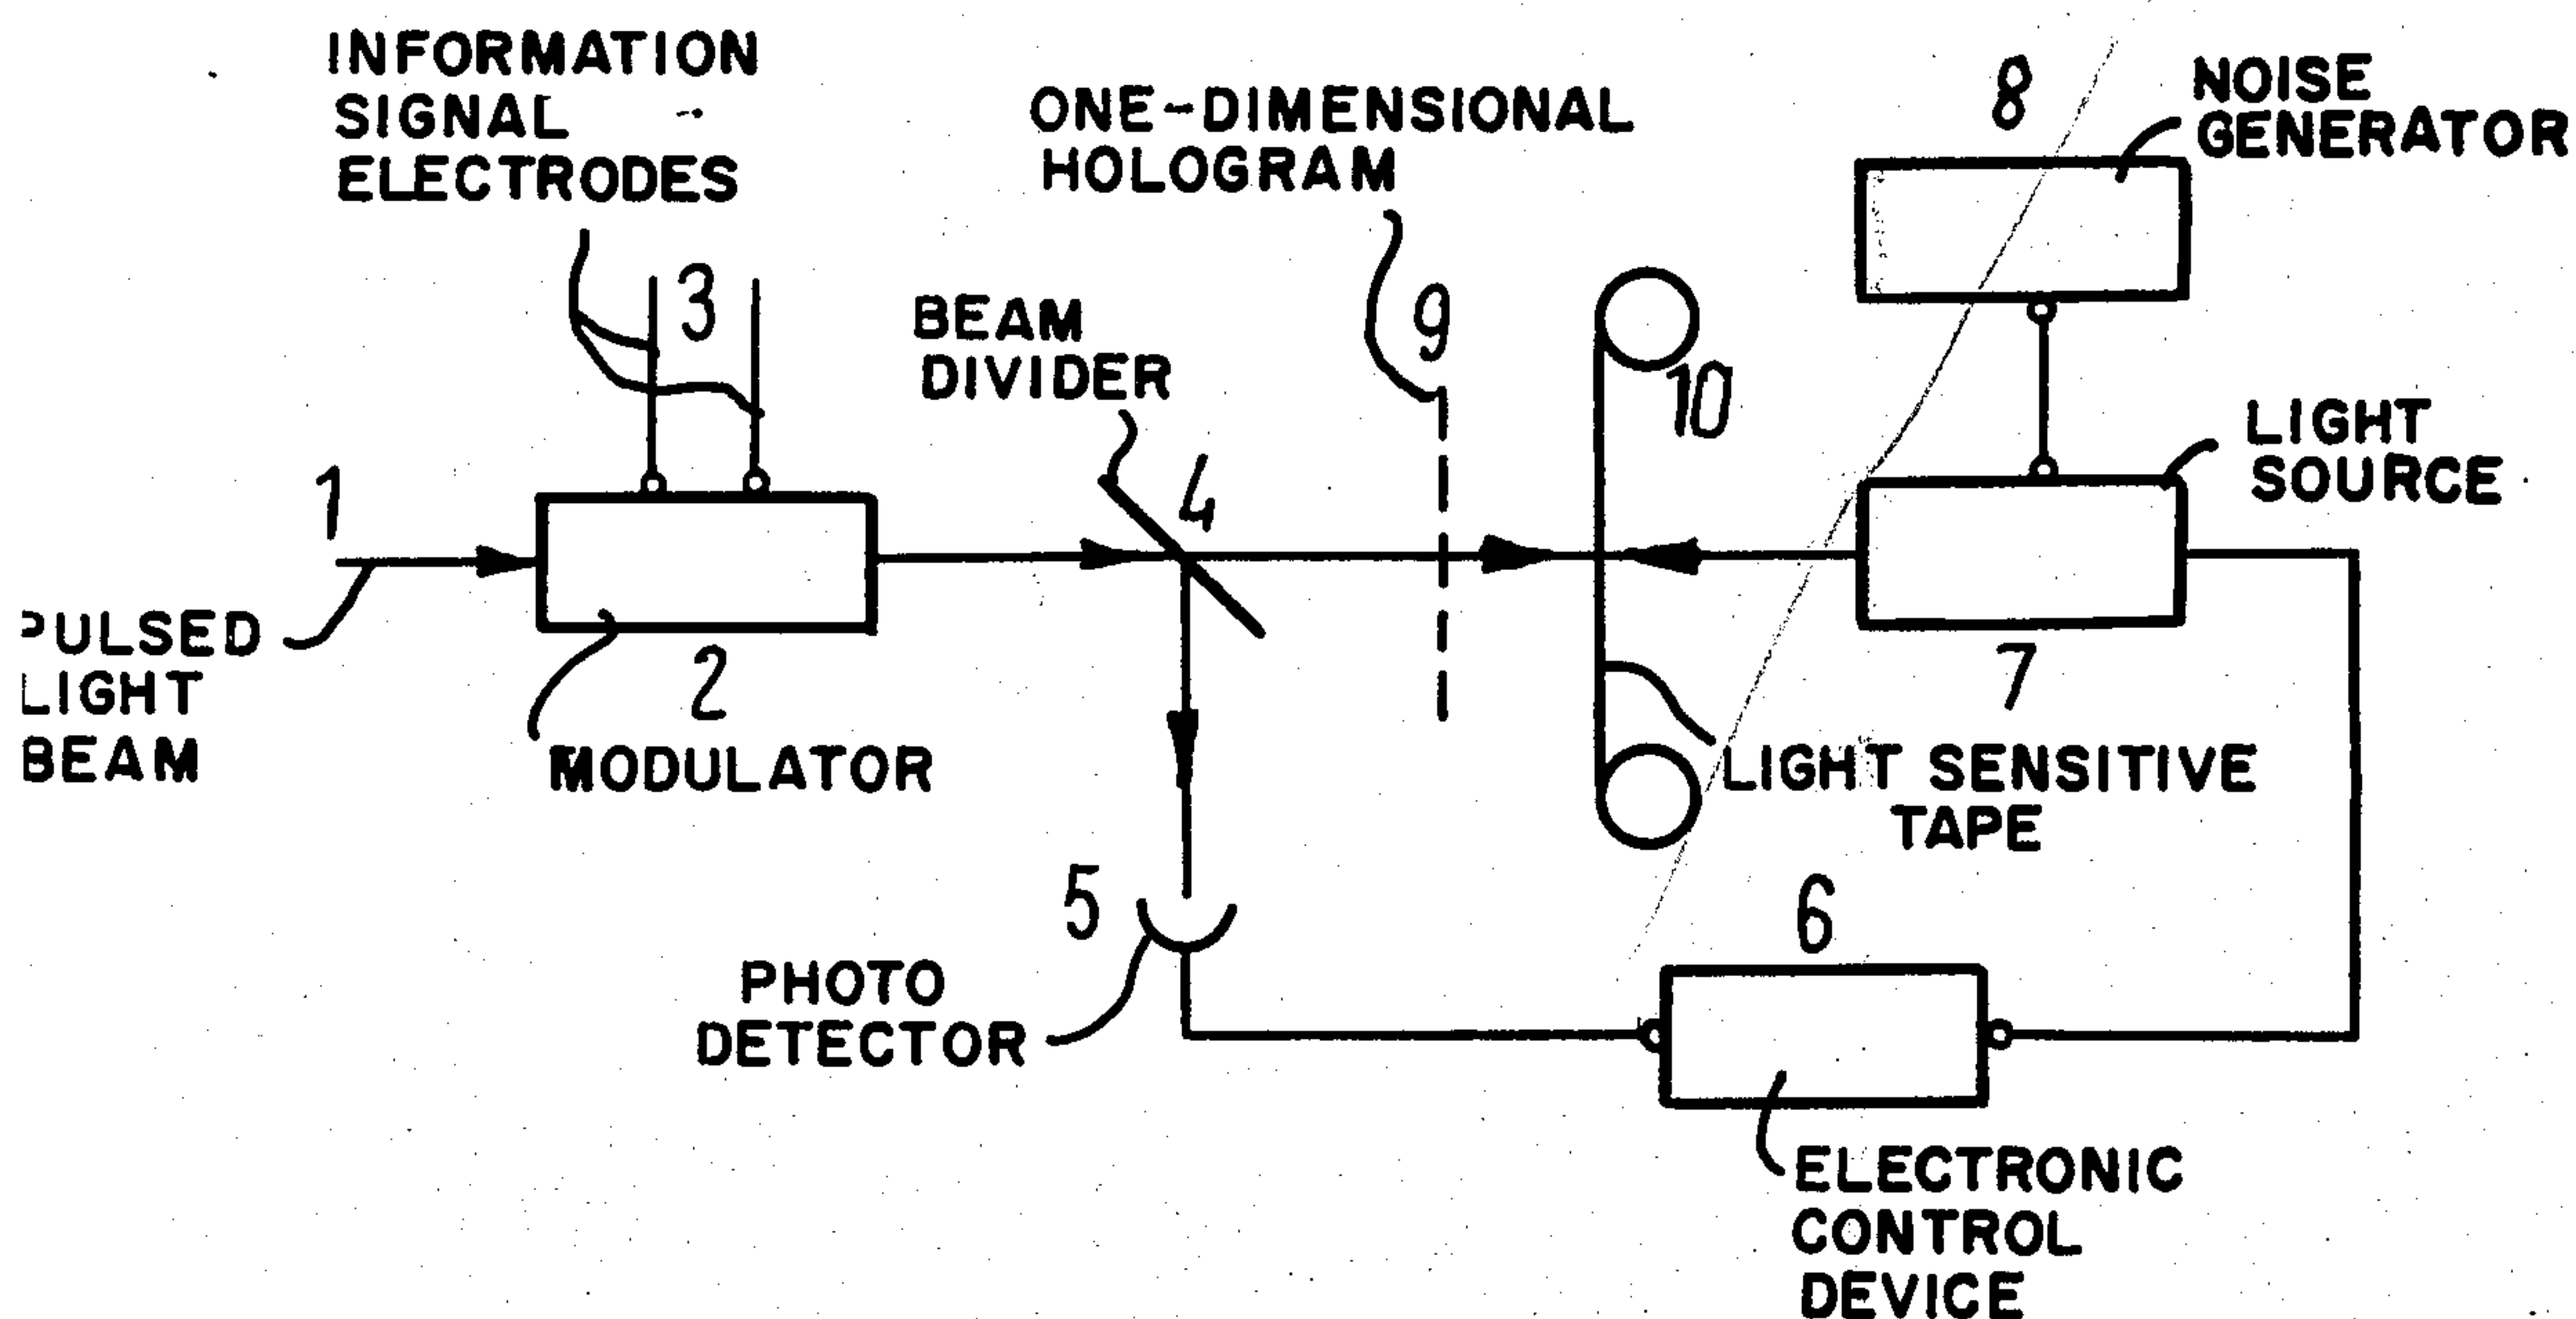 INFORMATION
SIGNAL
ELECTRODES
3
ONE-DIMENSIONAL
HOLOGRAM
9
8
NOISE
GENERATOR
BEAM
DIVIDER
4
10
LIGHT
SOURCE
1
PULSED
LIGHT
BEAM
2
MODULATOR
7
LIGHT SENSITIVE
TAPE
5
PHOTO
DETECTOR
6
ELECTRONIC
CONTROL
DEVICE